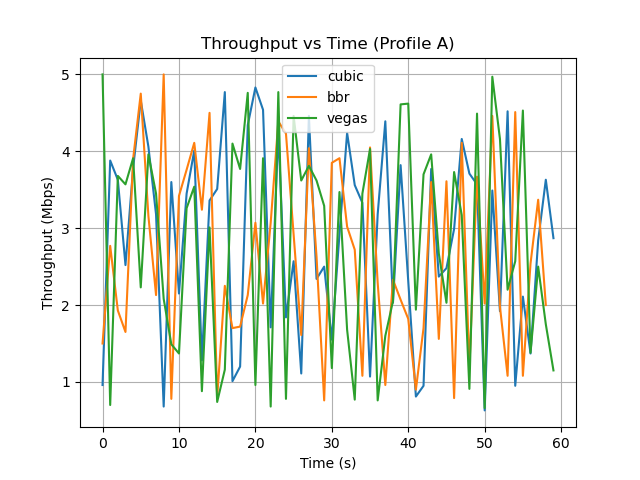 Throughput vs Time (Profile A)
cubic
bbr
vegas
Throughput (Mbps)
5
4
3
2
1
0 10 20 30 40 50 60
Time (s)